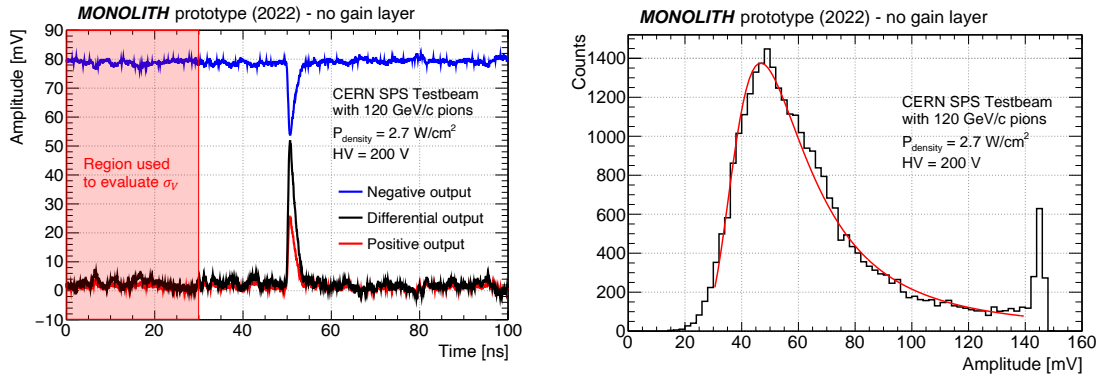 MONOLITH prototype (2022) - no gain layer
Amplitude [mV]
90
80
70
60
50
40
30
20
10
0
−10
CERN SPS Testbeam
with 120 GeV/c pions
P_density = 2.7 W/cm²
HV = 200 V
Region used
to evaluate σ_V
Negative output
Differential output
Positive output
0 20 40 60 80 100
Time [ns]
MONOLITH prototype (2022) - no gain layer
Counts
1400
1200
1000
800
600
400
200
0
CERN SPS Testbeam
with 120 GeV/c pions
P_density = 2.7 W/cm²
HV = 200 V
0 20 40 60 80 100 120 140 160
Amplitude [mV]